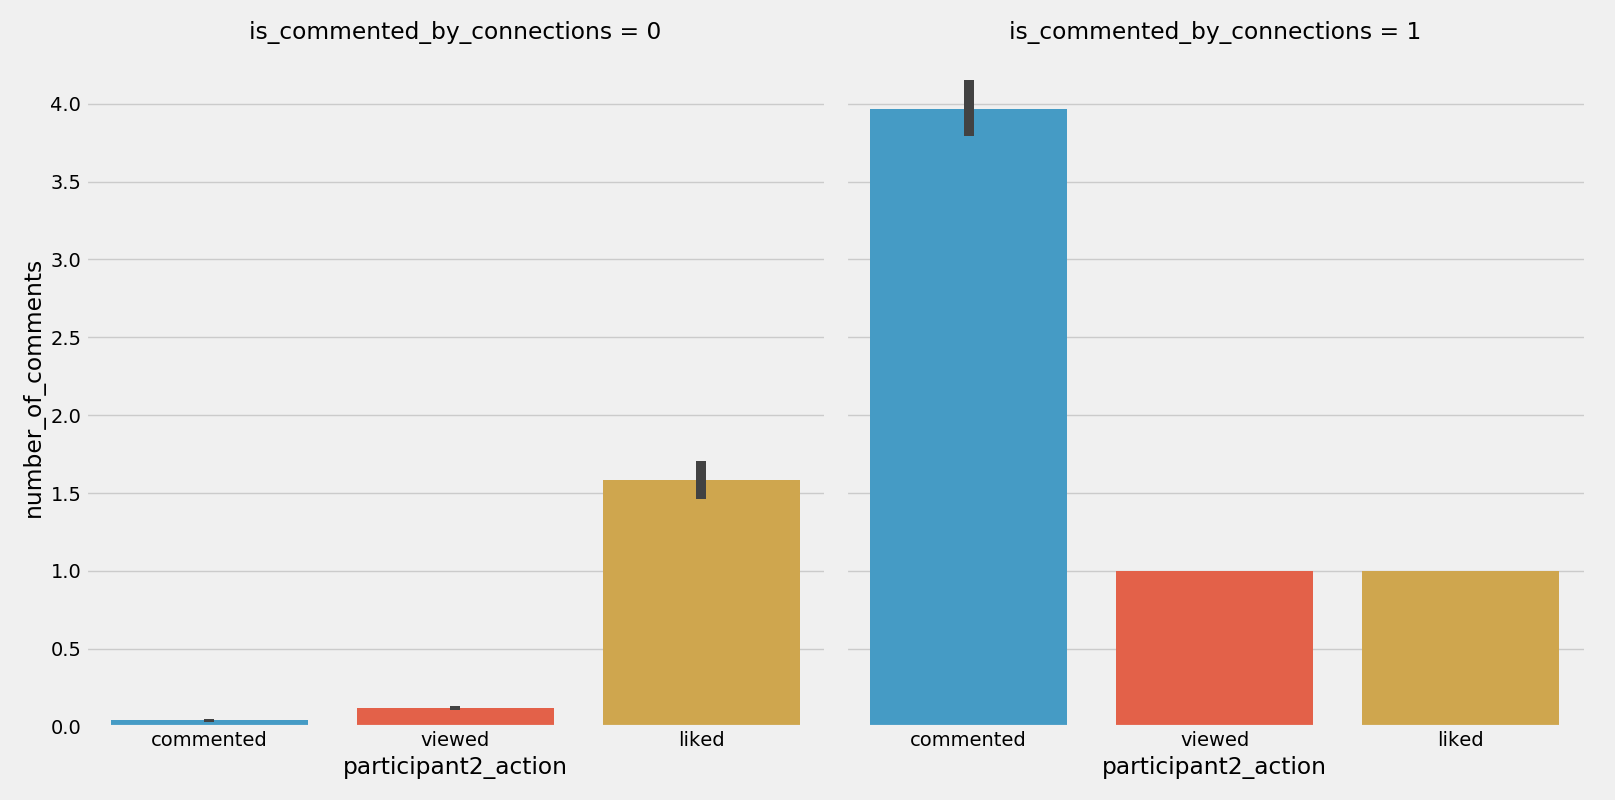 is_commented_by_connections = 0
is_commented_by_connections = 1
number_of_comments
4.0
3.5
3.0
2.5
2.0
1.5
1.0
0.5
0.0
commented viewed liked
commented viewed liked
participant2_action
participant2_action